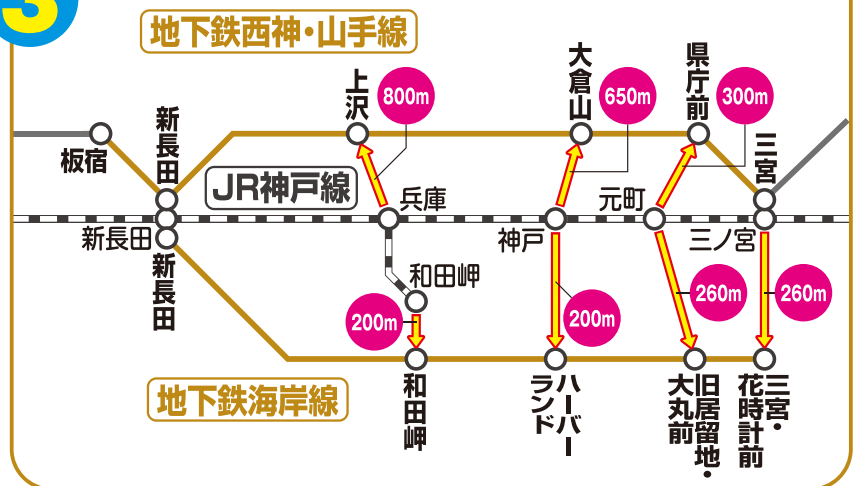 3
地下鉄西神・山手線
板宿
新長田
上沢
800m
大倉山
650m
県庁前
300m
三宮
JR神戸線
新長田
兵庫
神戸
元町
三ノ宮
新長田
和田岬
200m
200m
260m
260m
地下鉄海岸線
和田岬
ハーバー
ランド
旧居留地・
大丸前
三宮・
花時計前